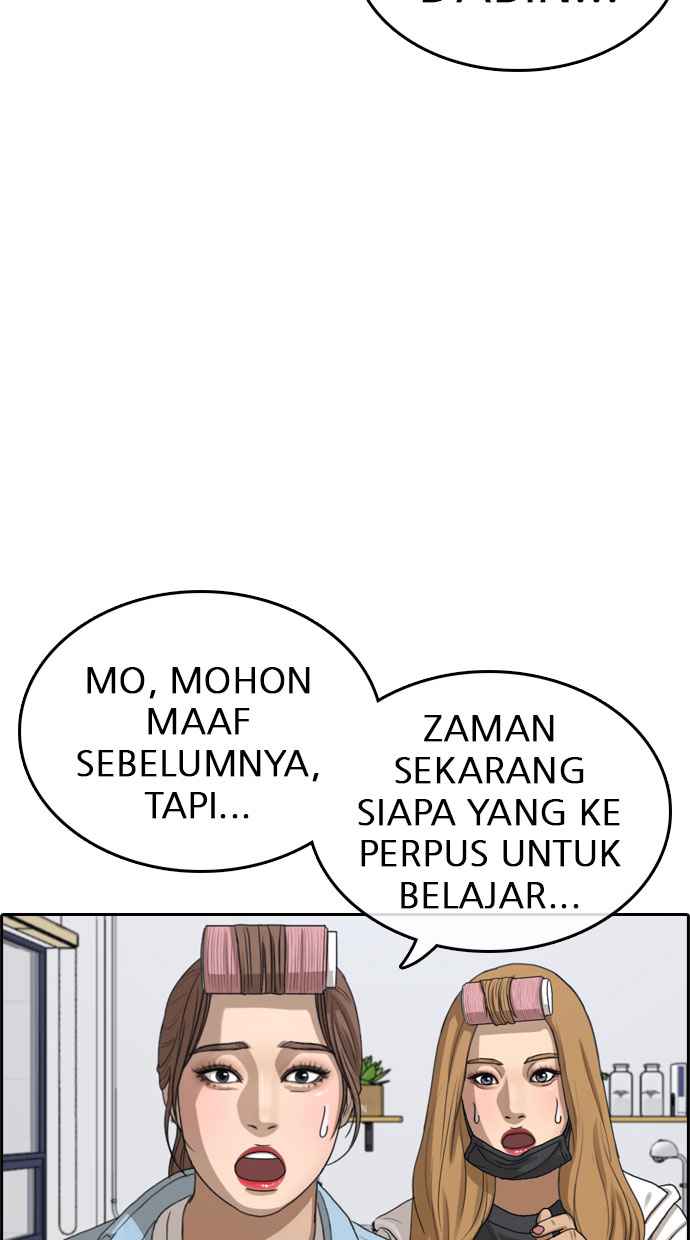 MO, MOHON
MAAF
SEBELUMNYA,
TAPI...
ZAMAN
SEKARANG
SIAPA YANG KE
PERPUS UNTUK
BELAJAR...